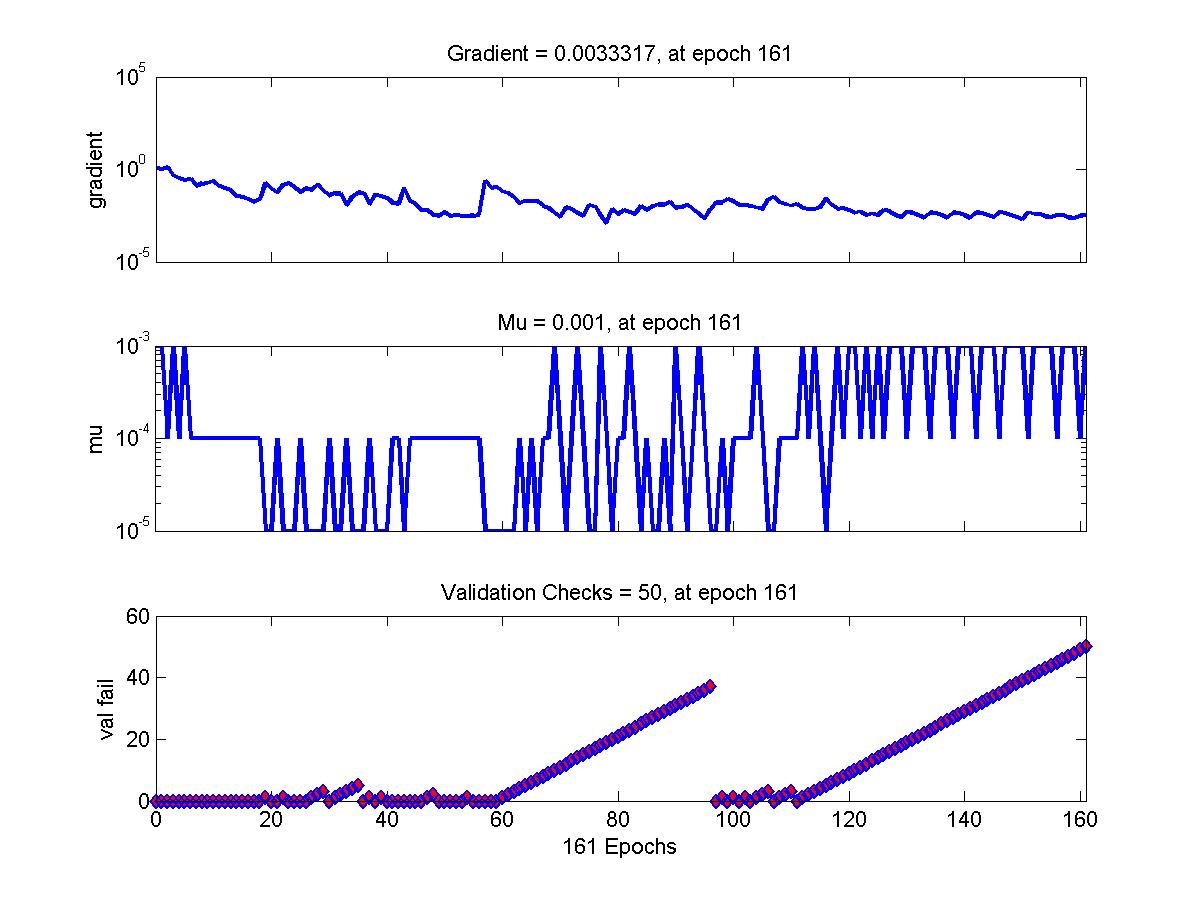 Gradient = 0.0033317, at epoch 161
10^5
10^0
10^-5
gradient
Mu = 0.001, at epoch 161
10^-3
10^-4
10^-5
mu
Validation Checks = 50, at epoch 161
60
40
20
0
val fail
0 20 40 60 80 100 120 140 160
161 Epochs